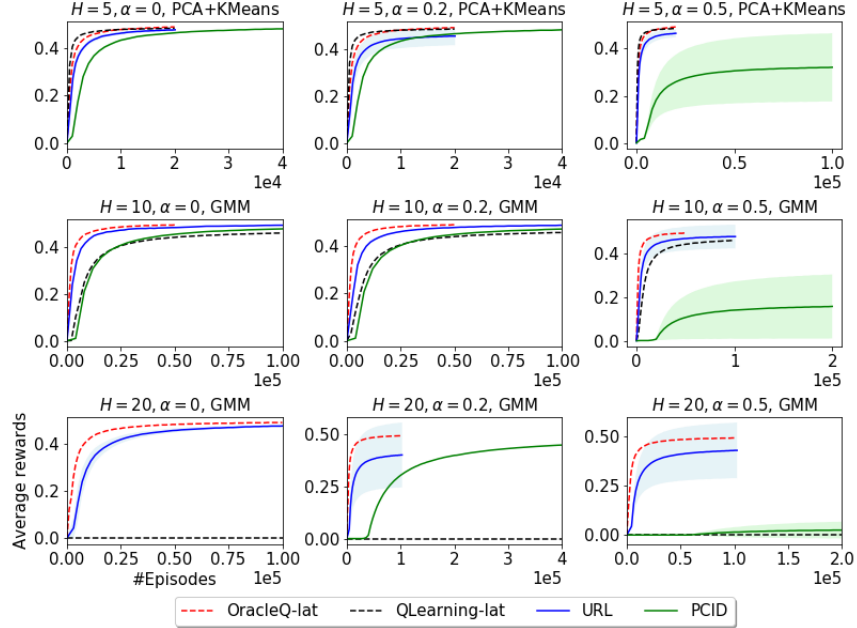 H = 5, α = 0, PCA+KMeans
H = 5, α = 0.2, PCA+KMeans
H = 5, α = 0.5, PCA+KMeans
0.4
0.2
0.0
0 1 2 3 4
1e4
0.4
0.2
0.0
0 1 2 3 4
1e4
0.4
0.2
0.0
0.0 0.5 1.0
1e5
H = 10, α = 0, GMM
H = 10, α = 0.2, GMM
H = 10, α = 0.5, GMM
0.4
0.2
0.0
0.00 0.25 0.50 0.75 1.00
1e5
0.4
0.2
0.0
0.00 0.25 0.50 0.75 1.00
1e5
0.4
0.2
0.0
0 1 2
1e5
H = 20, α = 0, GMM
H = 20, α = 0.2, GMM
H = 20, α = 0.5, GMM
Average rewards
0.4
0.2
0.0
0.00 0.25 0.50 0.75 1.00
#Episodes
1e5
0.50
0.25
0.00
0 1 2 3 4
1e5
0.50
0.25
0.00
0.0 0.5 1.0 1.5 2.0
1e5
OracleQ-lat QLearning-lat URL PCID